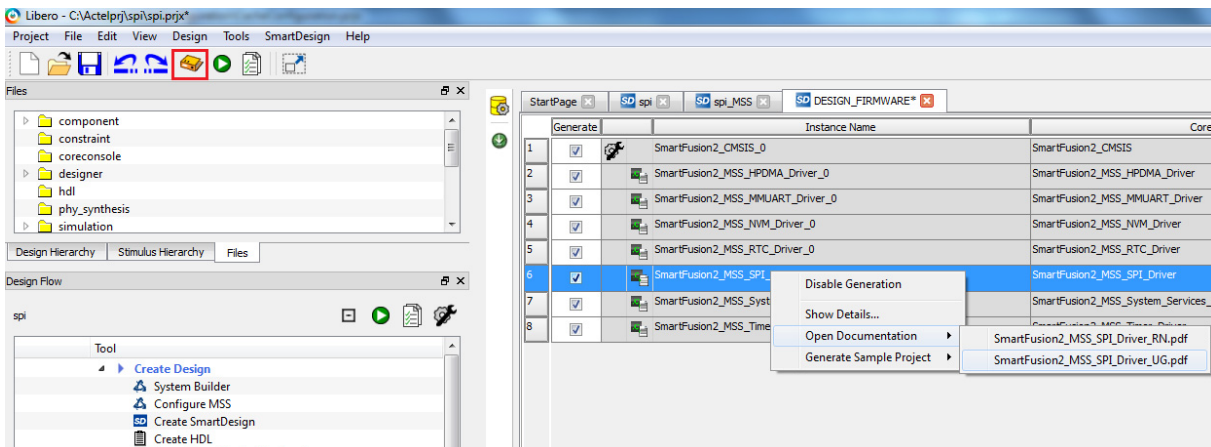 Libero - C:\Actelprj\spi\spi.prjx*
Project File Edit View Design Tools SmartDesign Help
Files
component
constraint
coreconsole
designer
hdl
phy_synthesis
simulation
Design Hierarchy Stimulus Hierarchy Files
Design Flow
spi
Tool
Create Design
System Builder
Configure MSS
SD Create SmartDesign
Create HDL
StartPage SD spi SD spi_MSS SD DESIGN_FIRMWARE*
Generate Instance Name Core
1 SmartFusion2_CMSIS_0 SmartFusion2_CMSIS
2 SmartFusion2_MSS_HPDMA_Driver_0 SmartFusion2_MSS_HPDMA_Driver
3 SmartFusion2_MSS_MMUART_Driver_0 SmartFusion2_MSS_MMUART_Driver
4 SmartFusion2_MSS_NVM_Driver_0 SmartFusion2_MSS_NVM_Driver
5 SmartFusion2_MSS_RTC_Driver_0 SmartFusion2_MSS_RTC_Driver
6 SmartFusion2_MSS_SPI_ SmartFusion2_MSS_SPI_Driver
7 SmartFusion2_MSS_Syst SmartFusion2_MSS_System_Services_
8 SmartFusion2_MSS_Time
Disable Generation
Show Details...
Open Documentation
Generate Sample Project
SmartFusion2_MSS_SPI_Driver_RN.pdf
SmartFusion2_MSS_SPI_Driver_UG.pdf